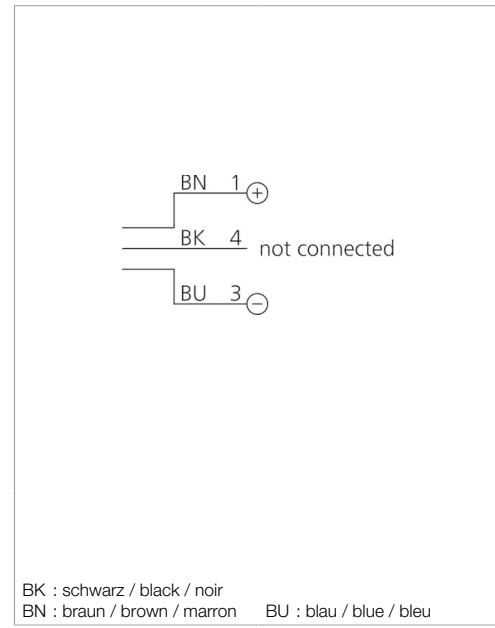 BN 1 +
BK 4 not connected
BU 3 −
BK : schwarz / black / noir
BN : braun / brown / marron BU : blau / blue / bleu